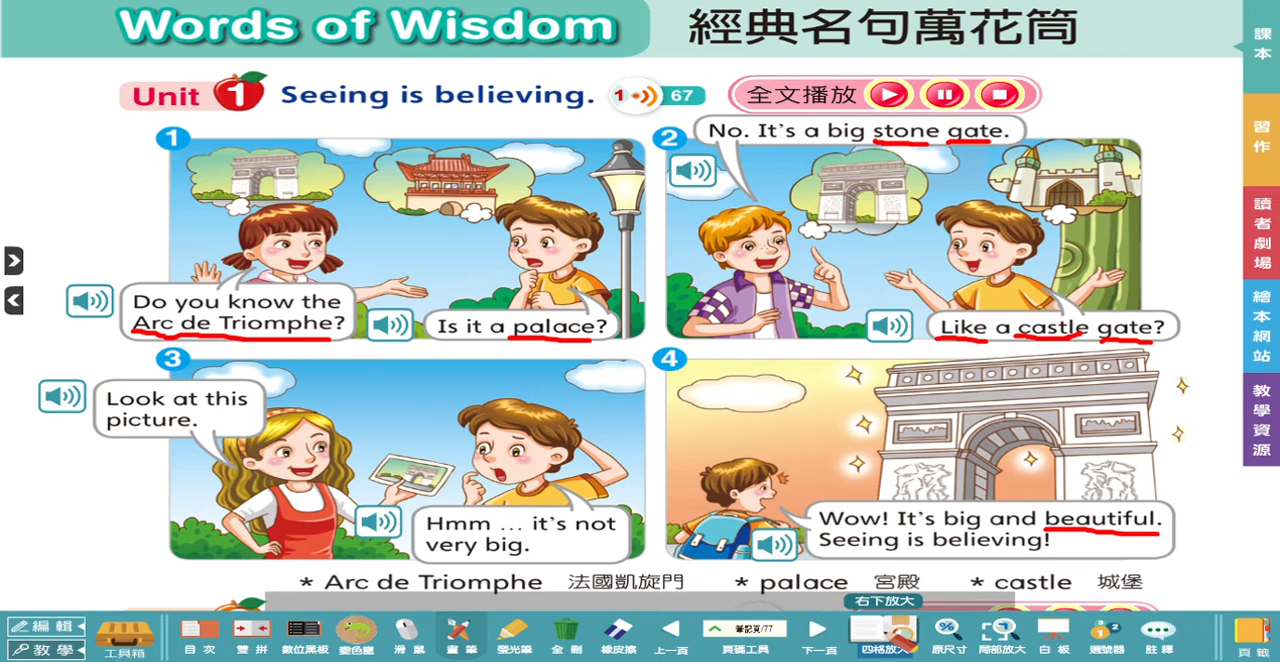 Words of Wisdom 經典名句萬花筒
課本
Unit 1 Seeing is believing. 1 67 全文播放
習作
讀者劇場
繪本網站
教學資源
1
Do you know the
Arc de Triomphe?
Is it a palace?
2
No. It's a big stone gate.
Like a castle gate?
3
Look at this
picture.
Hmm ... it's not
very big.
4
Wow! It's big and beautiful.
Seeing is believing!
* Arc de Triomphe 法國凱旋門 * palace 宮殿 * castle 城堡
右下放大
編輯
教學
工具箱 目次 雙拼 數位黑板 變色龍 滑鼠 畫筆 螢光筆 全刪 橡皮擦 上一頁 筆記頁/77 頁碼工具 下一頁 四格放大 原尺寸 局部放大 白板 選號器 註釋 頁籤